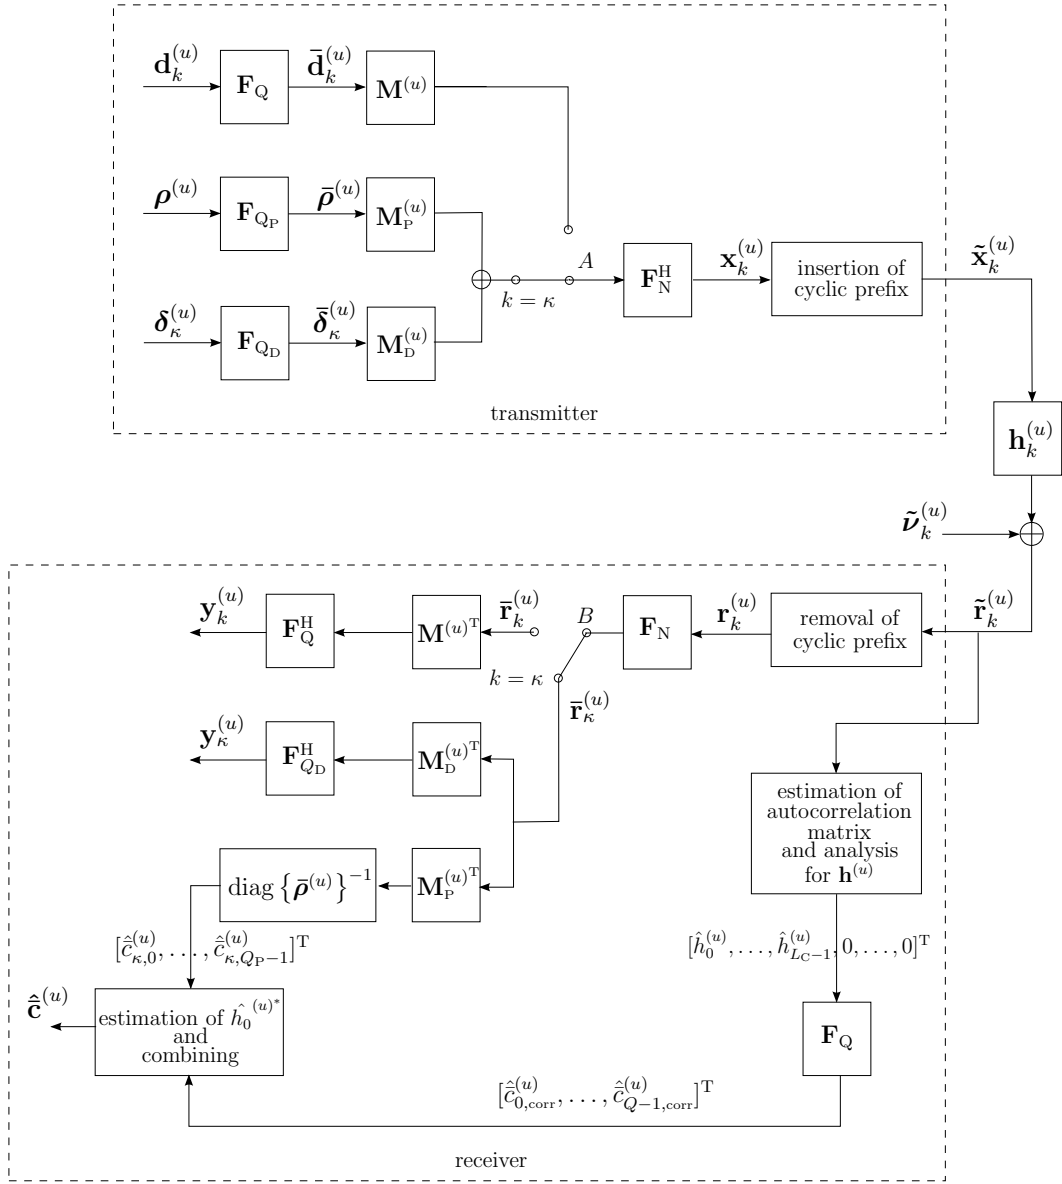 𝐝_k^(u)
𝐅_Q
𝐝̄_k^(u)
𝐌^(u)
𝝆^(u)
𝐅_{Q_P}
𝝆̄^(u)
𝐌_P^(u)
𝜹_κ^(u)
𝐅_{Q_D}
𝜹̄_κ^(u)
𝐌_D^(u)
k = κ
A
𝐅_N^H
𝐱_k^(u)
insertion of
cyclic prefix
𝐱̃_k^(u)
transmitter
𝐡_k^(u)
𝝂̃_k^(u)
𝐫̃_k^(u)
removal of
cyclic prefix
𝐫_k^(u)
𝐅_N
B
k = κ
𝐫̄_k^(u)
𝐌^(u)^T
𝐅_Q^H
𝐲_k^(u)
𝐫̄_κ^(u)
𝐌_D^(u)^T
𝐅_{Q_D}^H
𝐲_κ^(u)
𝐌_P^(u)^T
diag {𝝆̄^(u)}^{−1}
[ĉ̄_{κ,0}^(u), . . . , ĉ̄_{κ,Q_P−1}^(u)]^T
estimation of
autocorrelation
matrix
and analysis
for 𝐡^(u)
[ĥ_0^(u), . . . , ĥ_{L_C−1}^(u), 0, . . . , 0]^T
𝐅_Q
𝐜̄̂^(u)
estimation of ĥ_0^(u)*
and
combining
[ĉ̄_{0,corr}^(u), . . . , ĉ̄_{Q−1,corr}^(u)]^T
receiver